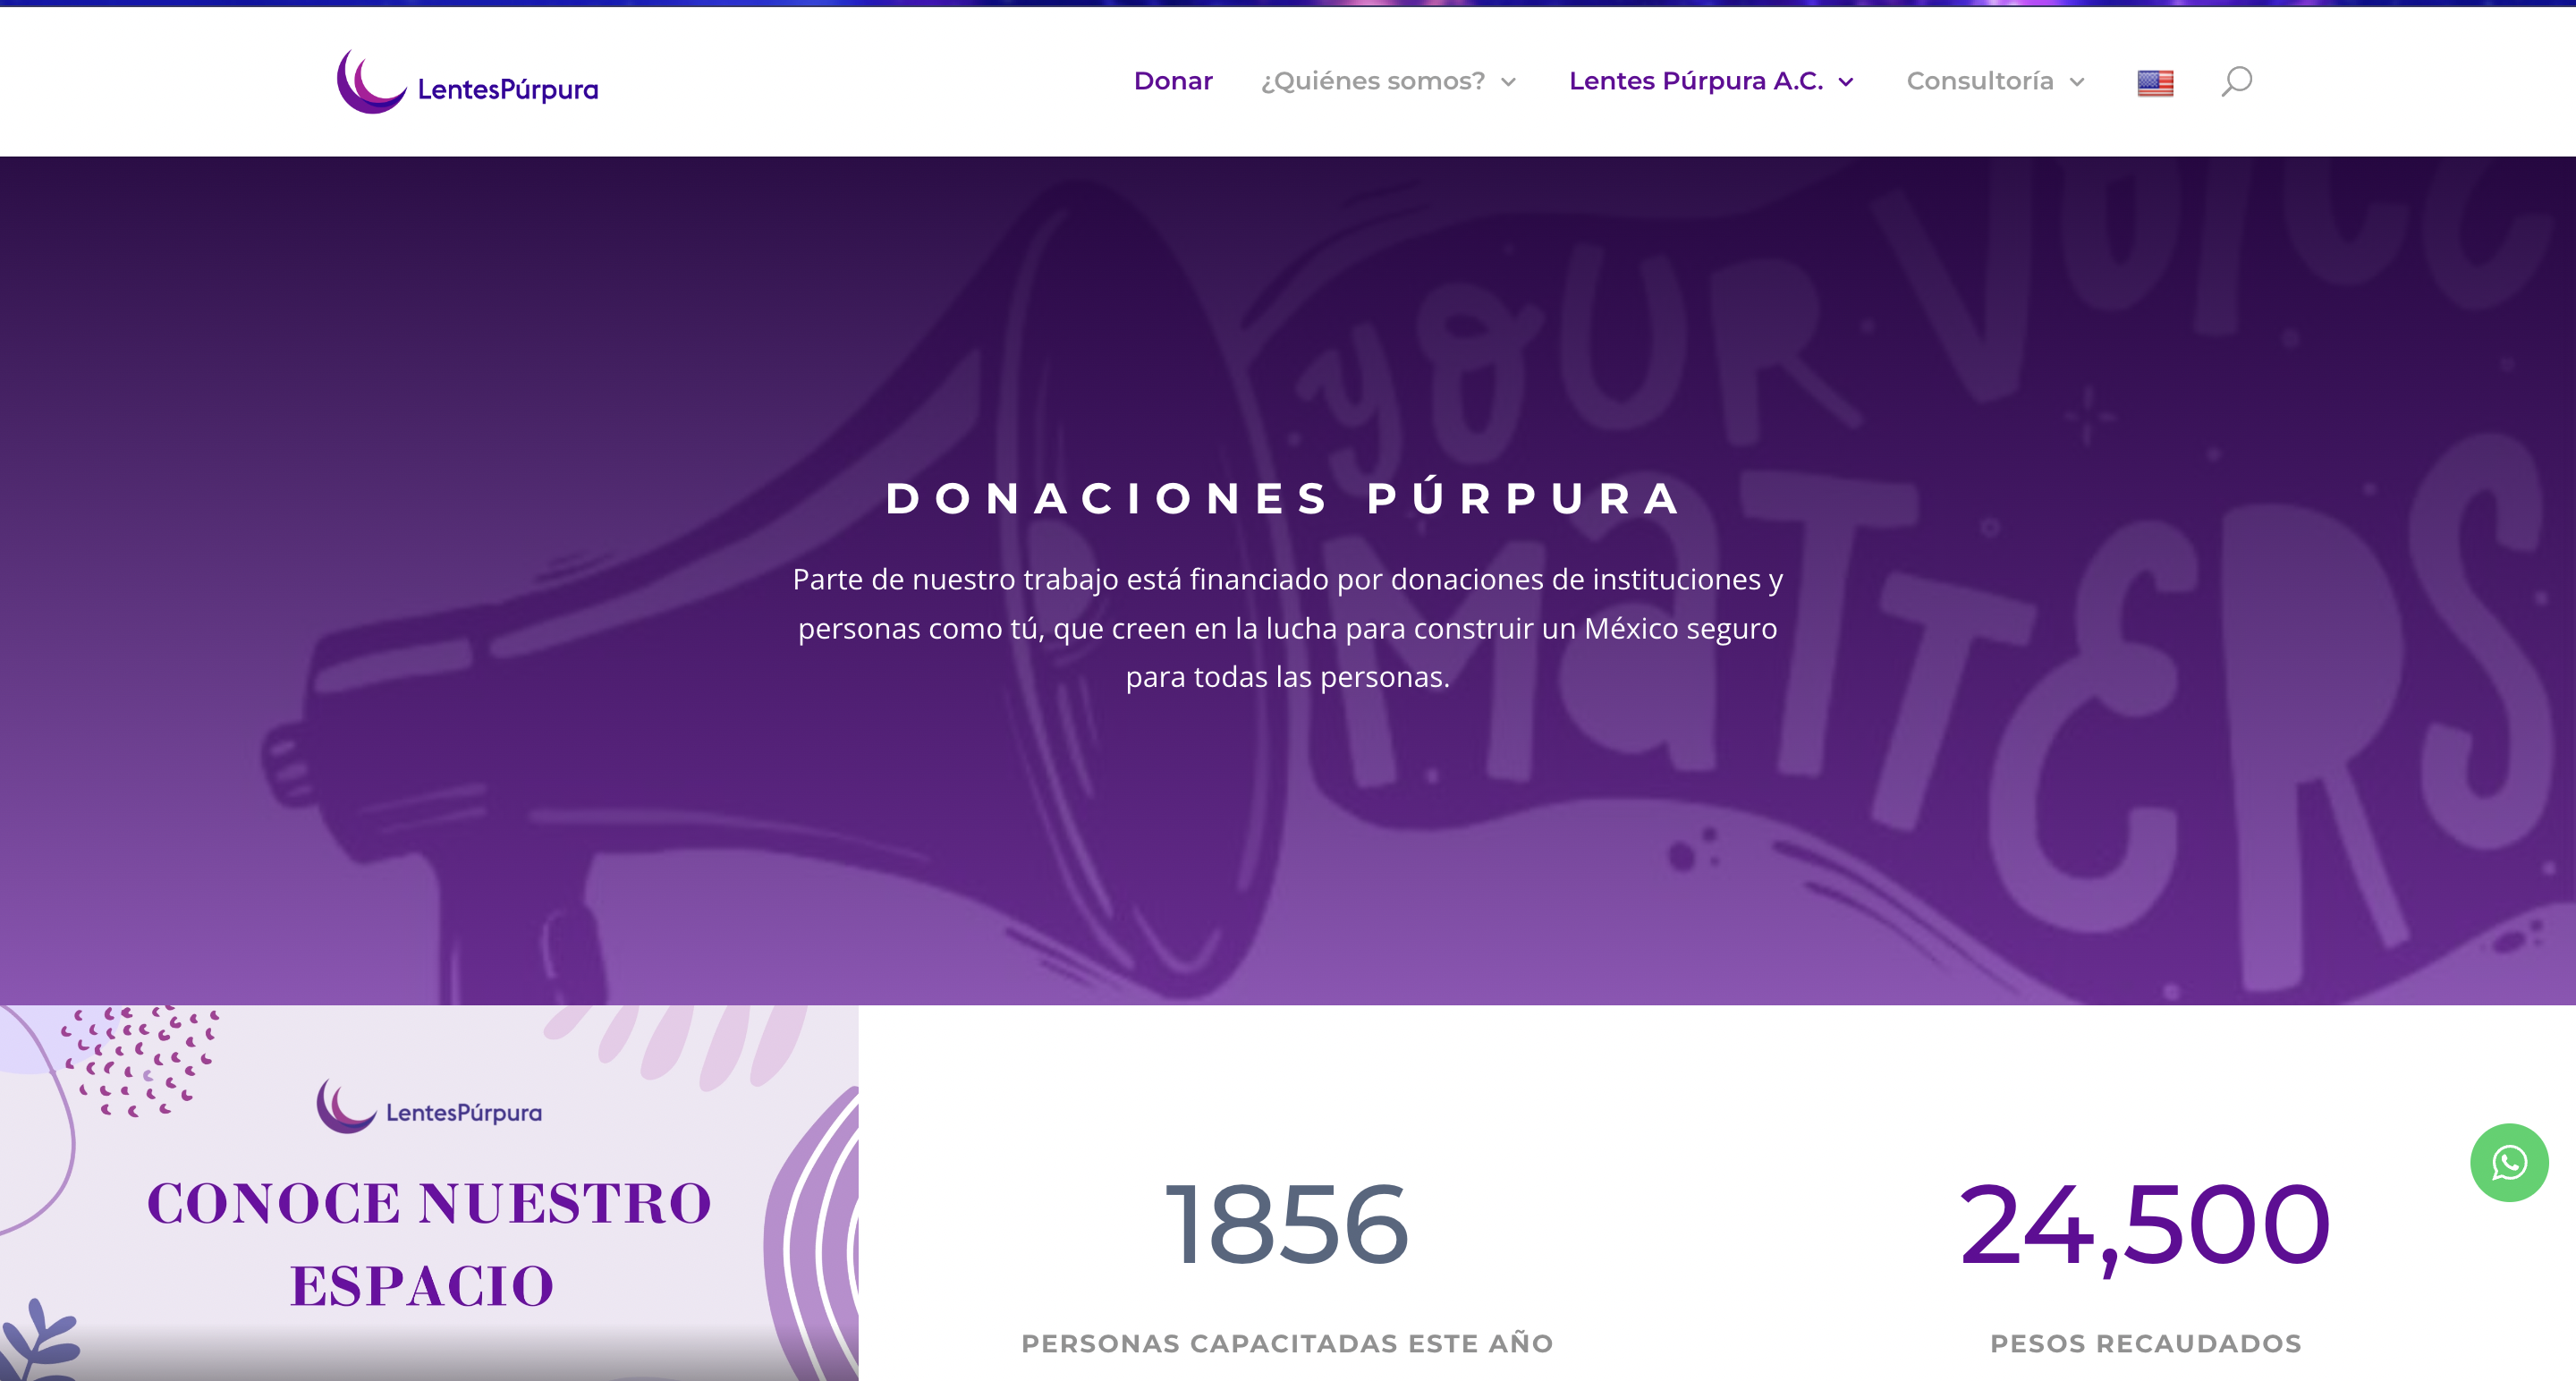 LentesPúrpura
Donar
¿Quiénes somos?
Lentes Púrpura A.C.
Consultoría
YOUR VOICE
MATTERS
DONACIONES PÚRPURA
Parte de nuestro trabajo está financiado por donaciones de instituciones y
personas como tú, que creen en la lucha para construir un México seguro
para todas las personas.
LentesPúrpura
CONOCE NUESTRO
ESPACIO
1856
PERSONAS CAPACITADAS ESTE AÑO
24,500
PESOS RECAUDADOS